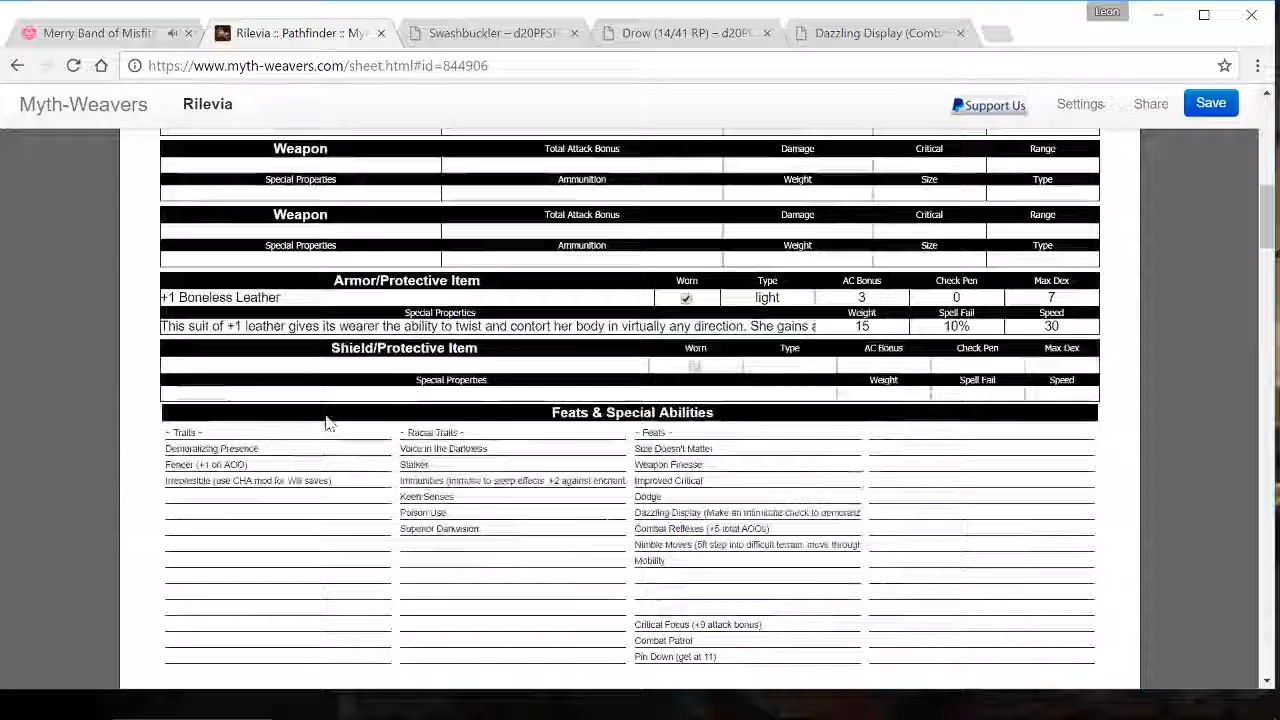 Leon
Merry Band of Misfit
Rilevia :: Pathfinder :: My
Swashbuckler – d20PFS
Drow (14/41 RP) – d20P
Dazzling Display (Comb
https://www.myth-weavers.com/sheet.html#id=844906
Myth-Weavers Rilevia Support Us Settings Share Save
Weapon Total Attack Bonus Damage Critical Range
Special Properties Ammunition Weight Size Type
Weapon Total Attack Bonus Damage Critical Range
Special Properties Ammunition Weight Size Type
Armor/Protective Item Worn Type AC Bonus Check Pen Max Dex
+1 Boneless Leather light 3 0 7
Special Properties Weight Spell Fail Speed
This suit of +1 leather gives its wearer the ability to twist and contort her body in virtually any direction. She gains a 15 10% 30
Shield/Protective Item Worn Type AC Bonus Check Pen Max Dex
Special Properties Weight Spell Fail Speed
Feats & Special Abilities
- Traits - - Racial Traits - - Feats -
Demoralizing Presence Voice in the Darkness Size Doesn't Matter
Fencer (+1 on AOO) Stalker Weapon Finesse
Irrepressible (use CHA mod for Will saves) Immunities (immune to sleep effects, +2 against enchant Improved Critical
Keen Senses Dodge
Poison Use Dazzling Display (Make an intimidate check to demoraliz
Superior Darkvision Combat Reflexes (+5 total AOOs)
Nimble Moves (5ft step into difficult terrain, move through
Mobility
Critical Focus (+9 attack bonus)
Combat Patrol
Pin Down (get at 11)